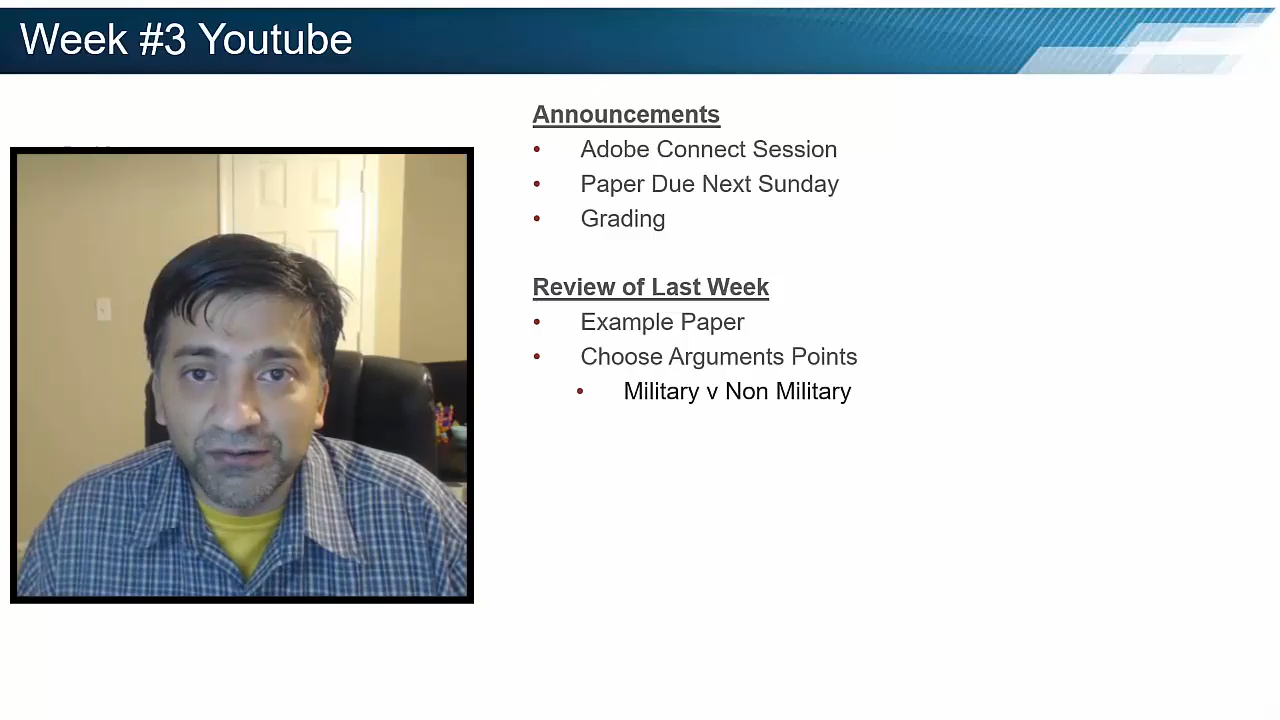 Week #3 Youtube
Announcements
• Adobe Connect Session
• Paper Due Next Sunday
• Grading
Review of Last Week
• Example Paper
• Choose Arguments Points
• Military v Non Military